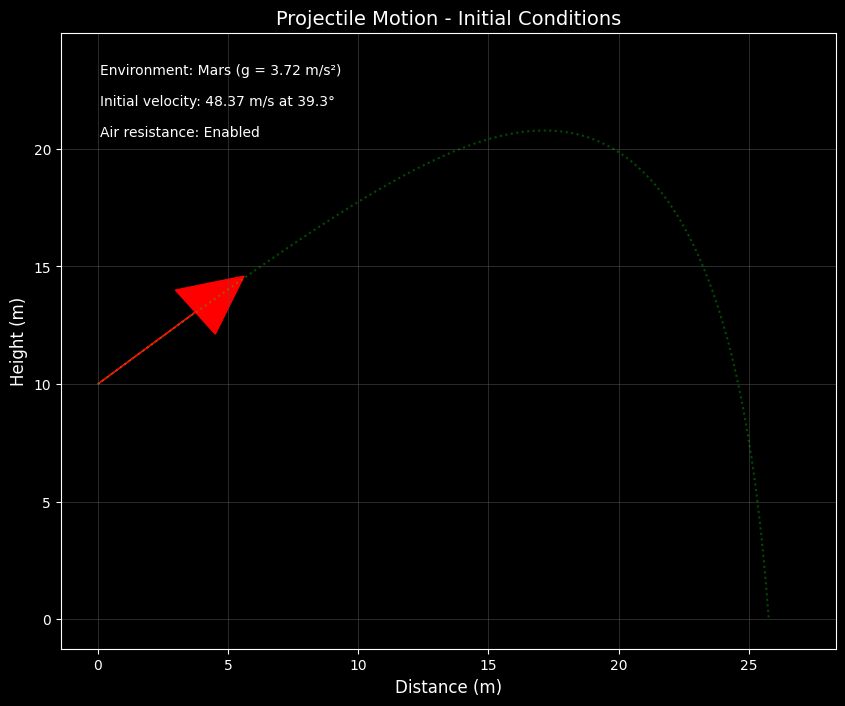 Projectile Motion - Initial Conditions
Environment: Mars (g = 3.72 m/s²)
Initial velocity: 48.37 m/s at 39.3°
Air resistance: Enabled
20
15
10
5
0
Height (m)
0 5 10 15 20 25
Distance (m)